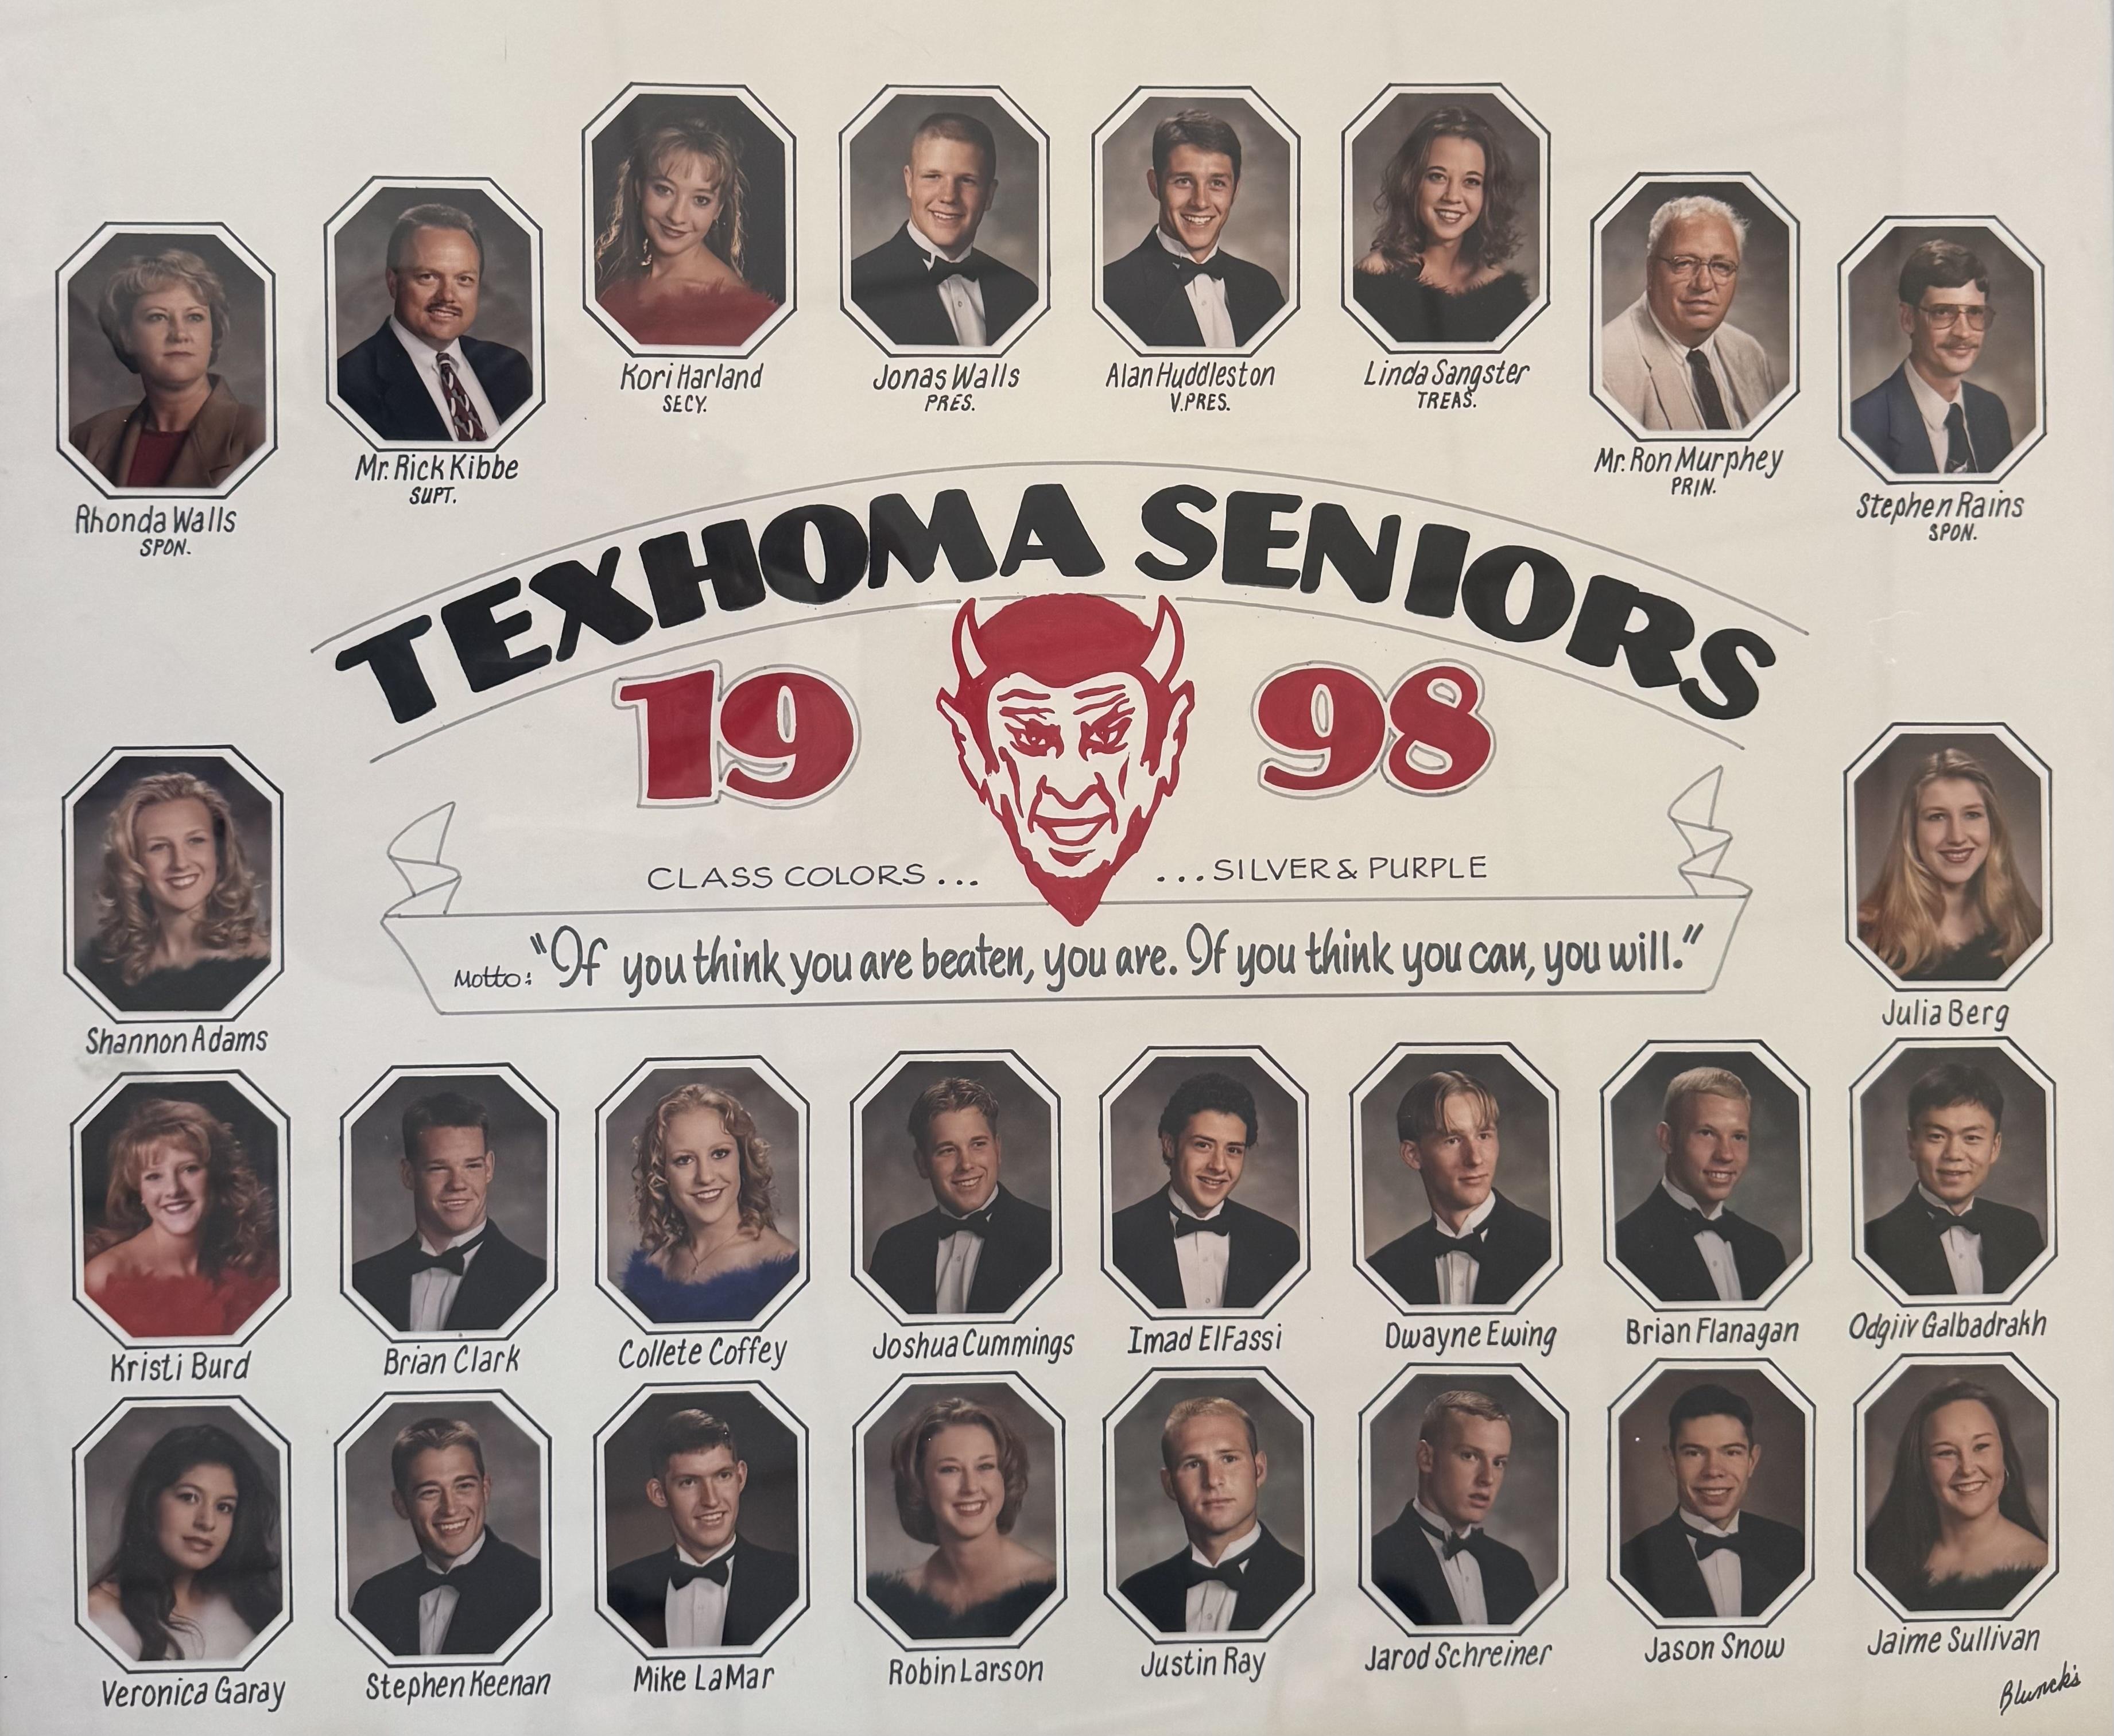 Kori Harland
SECY.
Jonas Walls
PRES.
Alan Huddleston
V.PRES.
Linda Sangster
TREAS.
Rhonda Walls
SPON.
Mr. Rick Kibbe
SUPT.
Mr. Ron Murphey
PRIN.
Stephen Rains
SPON.
TEXHOMA SENIORS
19 98
CLASS COLORS... ...SILVER & PURPLE
Motto: "If you think you are beaten, you are. If you think you can, you will."
Shannon Adams
Julia Berg
Kristi Burd
Brian Clark
Collete Coffey
Joshua Cummings
Imad ElFassi
Dwayne Ewing
Brian Flanagan
Odgiiv Galbadrakh
Veronica Garay
Stephen Keenan
Mike LaMar
Robin Larson
Justin Ray
Jarod Schreiner
Jason Snow
Jaime Sullivan
Blunck's